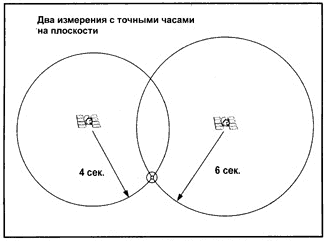 Два измерения с точными часами
на плоскости
4 сек.
6 сек.